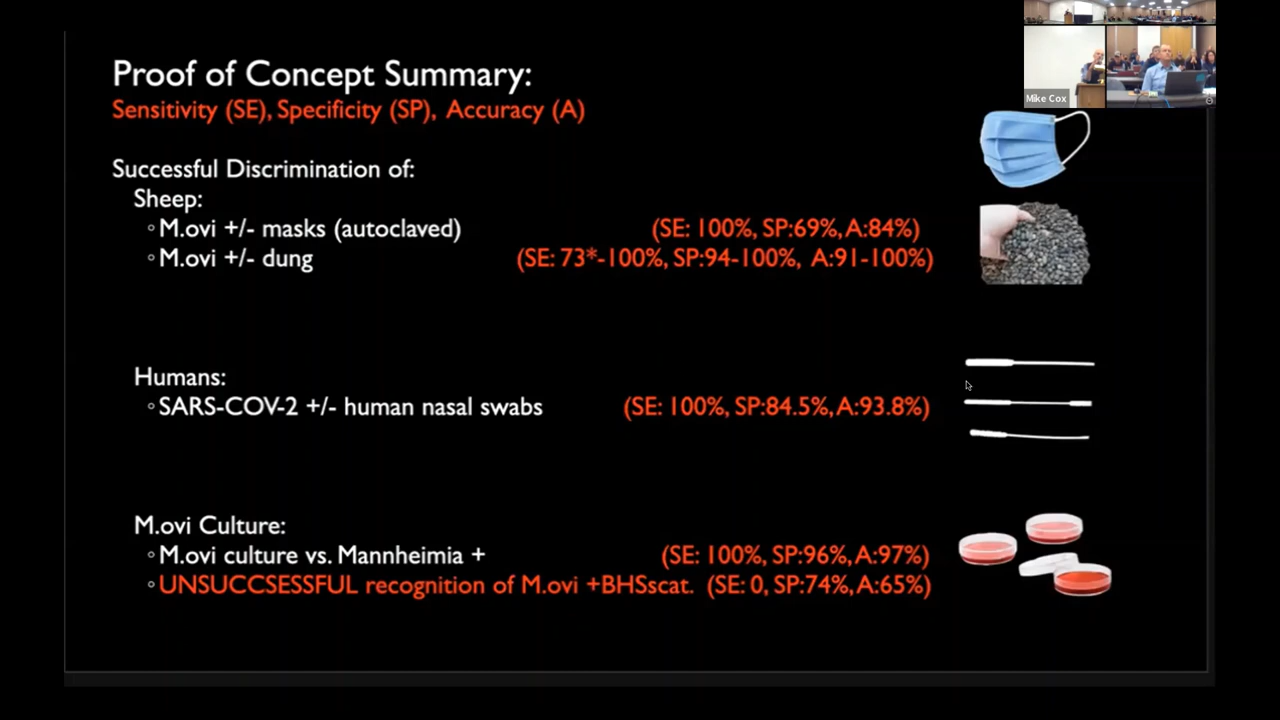 Proof of Concept Summary:
Sensitivity (SE), Specificity (SP), Accuracy (A)
Successful Discrimination of:
Sheep:
◦M.ovi +/- masks (autoclaved) (SE: 100%, SP:69%, A:84%)
◦M.ovi +/- dung (SE: 73*-100%, SP:94-100%, A:91-100%)
Humans:
◦SARS-COV-2 +/- human nasal swabs (SE: 100%, SP:84.5%, A:93.8%)
M.ovi Culture:
◦M.ovi culture vs. Mannheimia + (SE: 100%, SP:96%, A:97%)
◦UNSUCCSESSFUL recognition of M.ovi +BHSscat. (SE: 0, SP:74%, A:65%)
Mike Cox